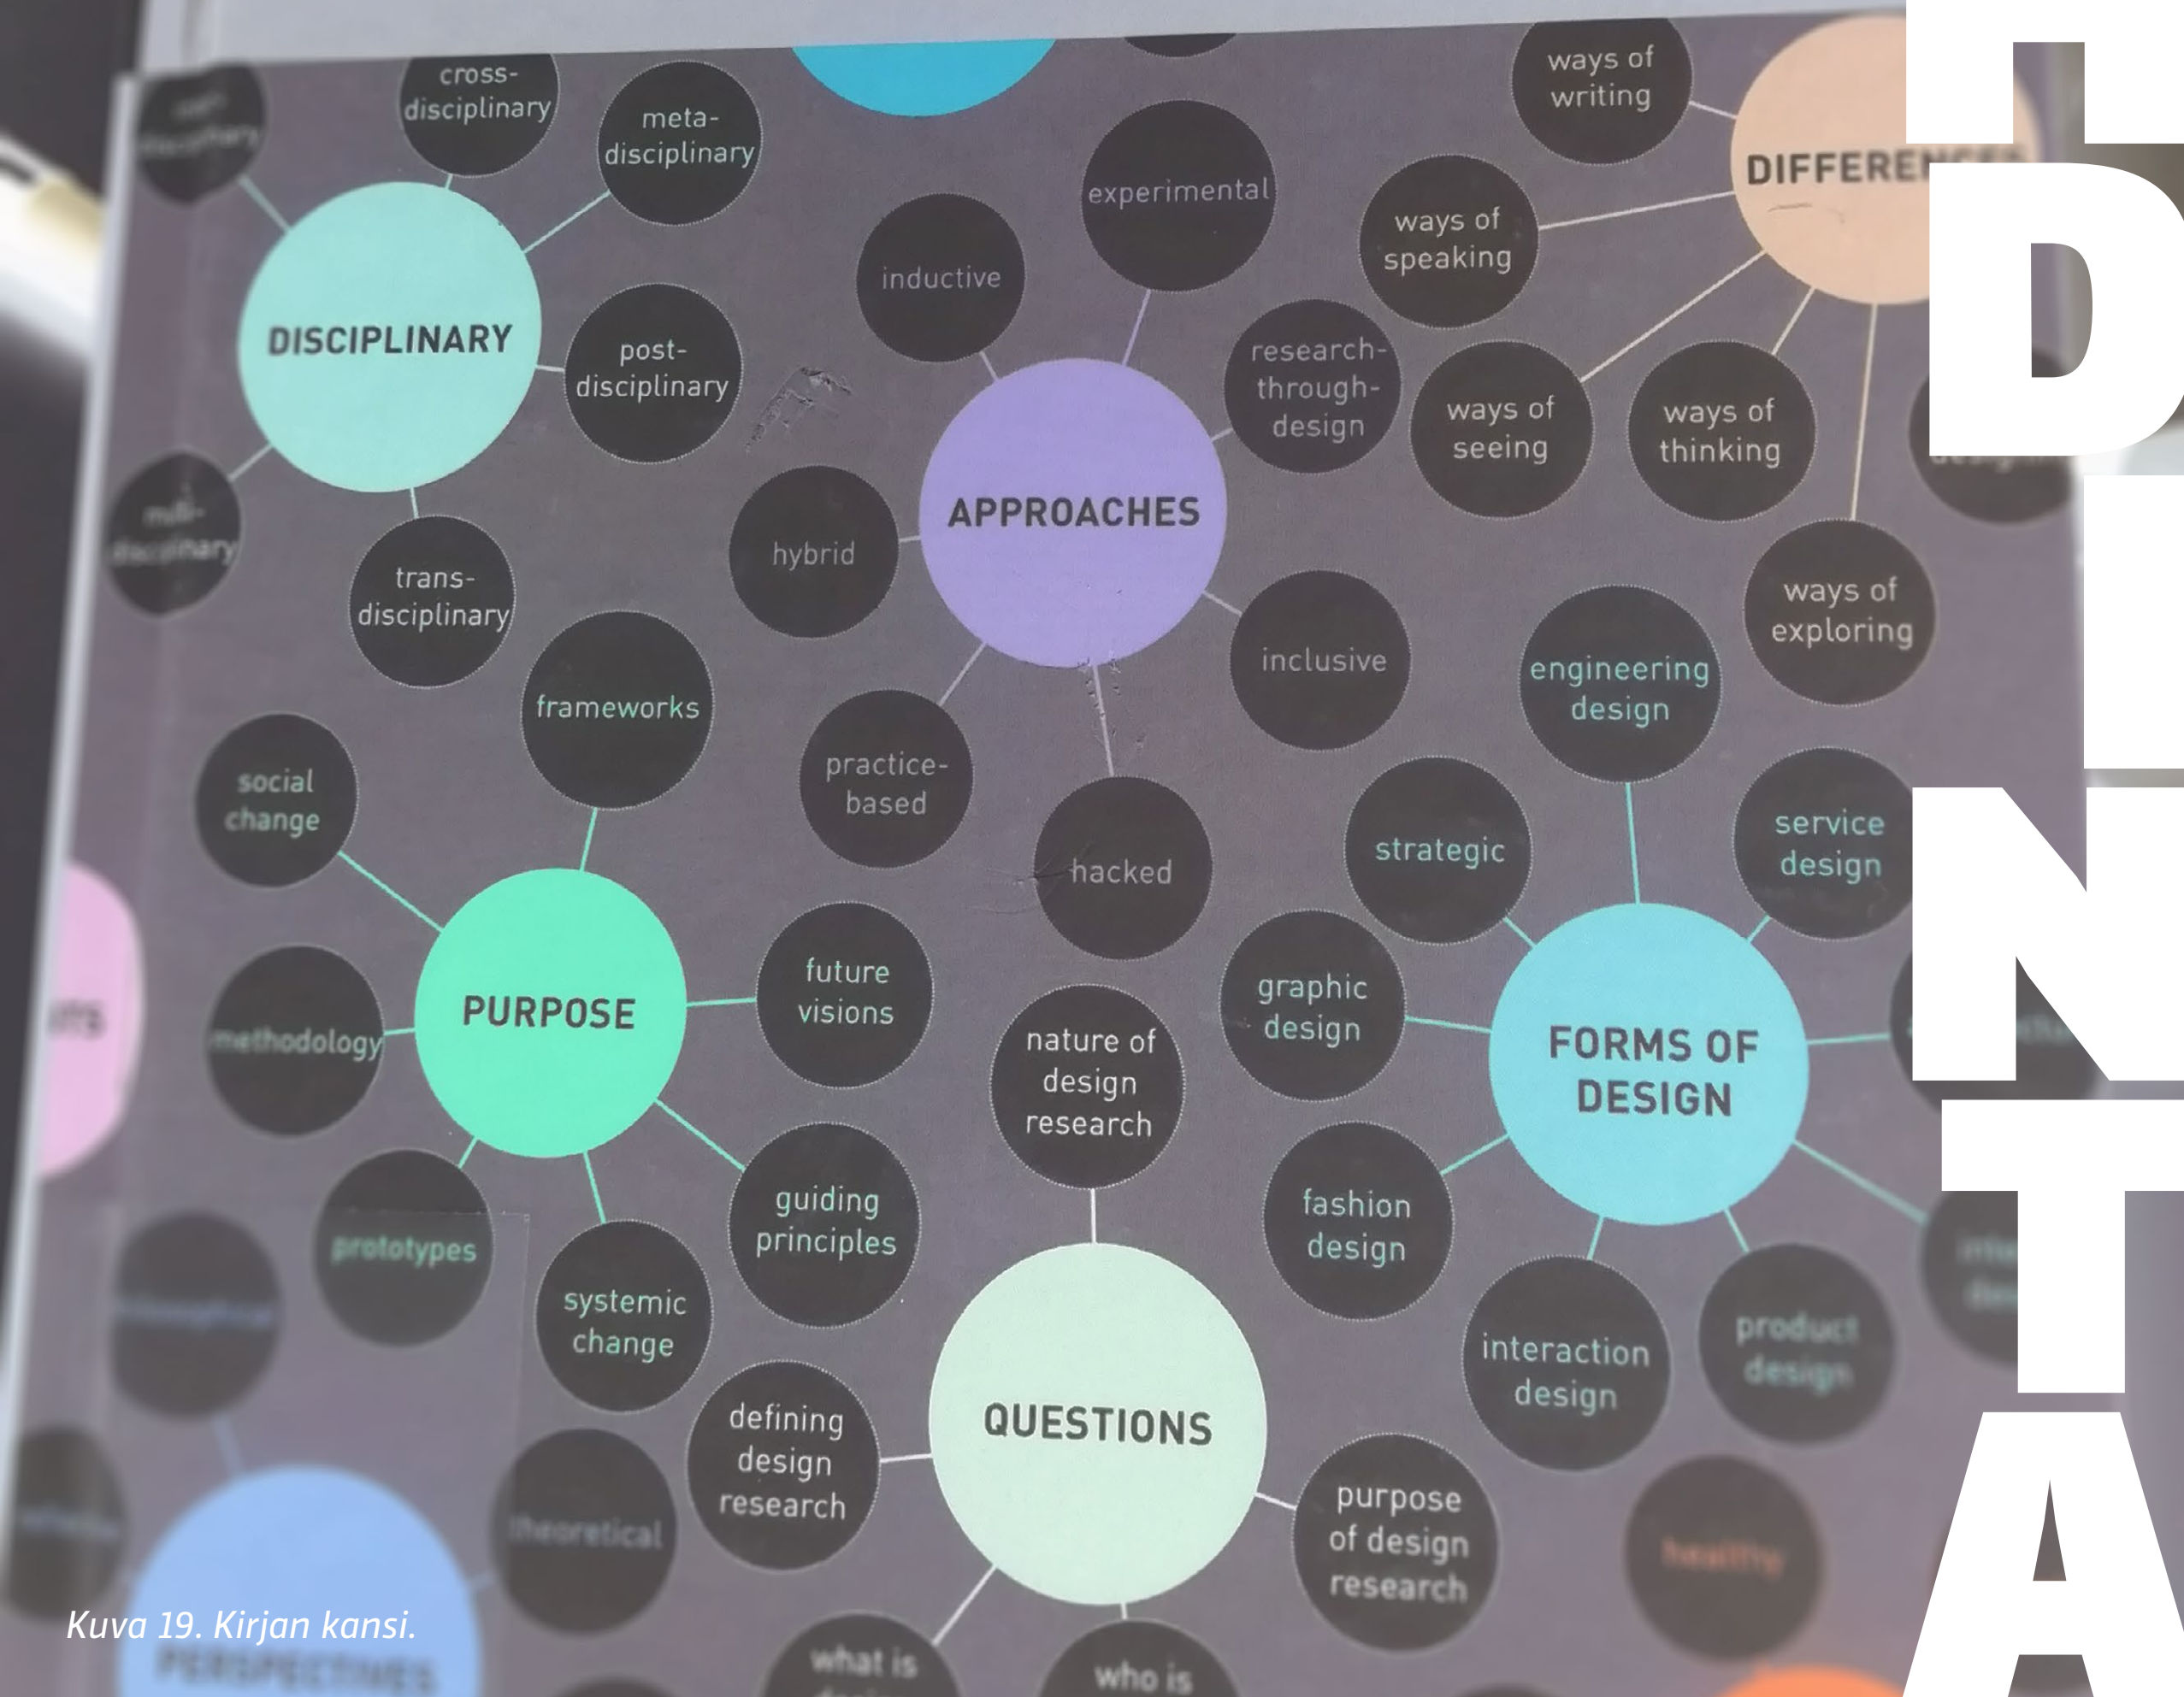 cross-
disciplinary
meta-
disciplinary
DISCIPLINARY
post-
disciplinary
trans-
disciplinary
experimental
inductive
APPROACHES
research-
through-
design
hybrid
inclusive
practice-
based
hacked
ways of
writing
ways of
speaking
ways of
seeing
ways of
thinking
ways of
exploring
frameworks
social
change
PURPOSE
future
visions
methodology
guiding
principles
prototypes
systemic
change
engineering
design
strategic
service
design
graphic
design
FORMS OF
DESIGN
fashion
design
interaction
design
product
design
nature of
design
research
QUESTIONS
defining
design
research
purpose
of design
research
what is
who is
theoretical
healthy
PERSPECTIVES
Kuva 19. Kirjan kansi.
D
I
N
T
A